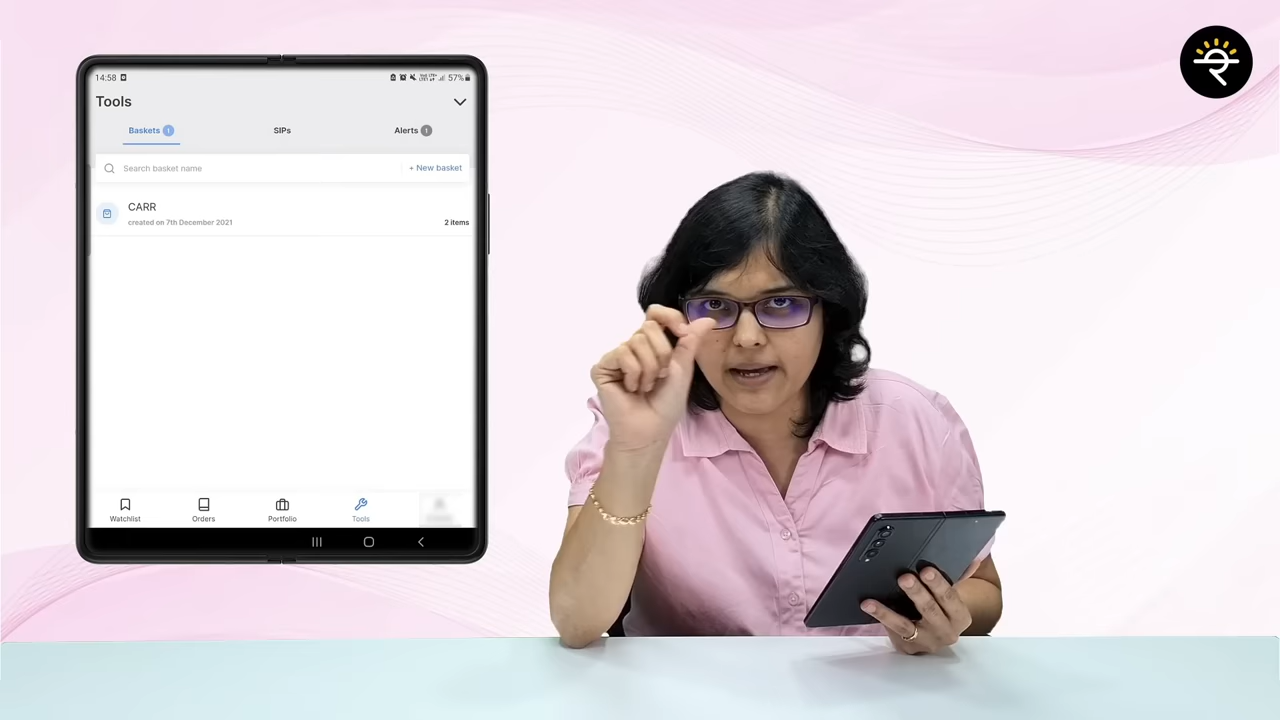 14:58
57%
Tools
Baskets 1
SIPs
Alerts 1
Search basket name
+ New basket
CARR
created on 7th December 2021
2 items
Watchlist
Orders
Portfolio
Tools